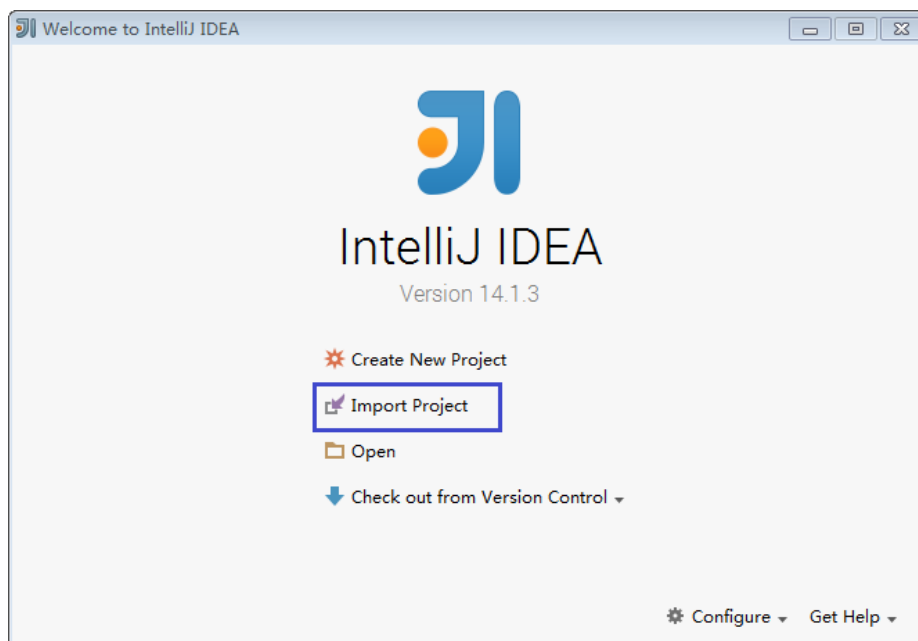 Welcome to IntelliJ IDEA
IntelliJ IDEA
Version 14.1.3
Create New Project
Import Project
Open
Check out from Version Control
Configure Get Help